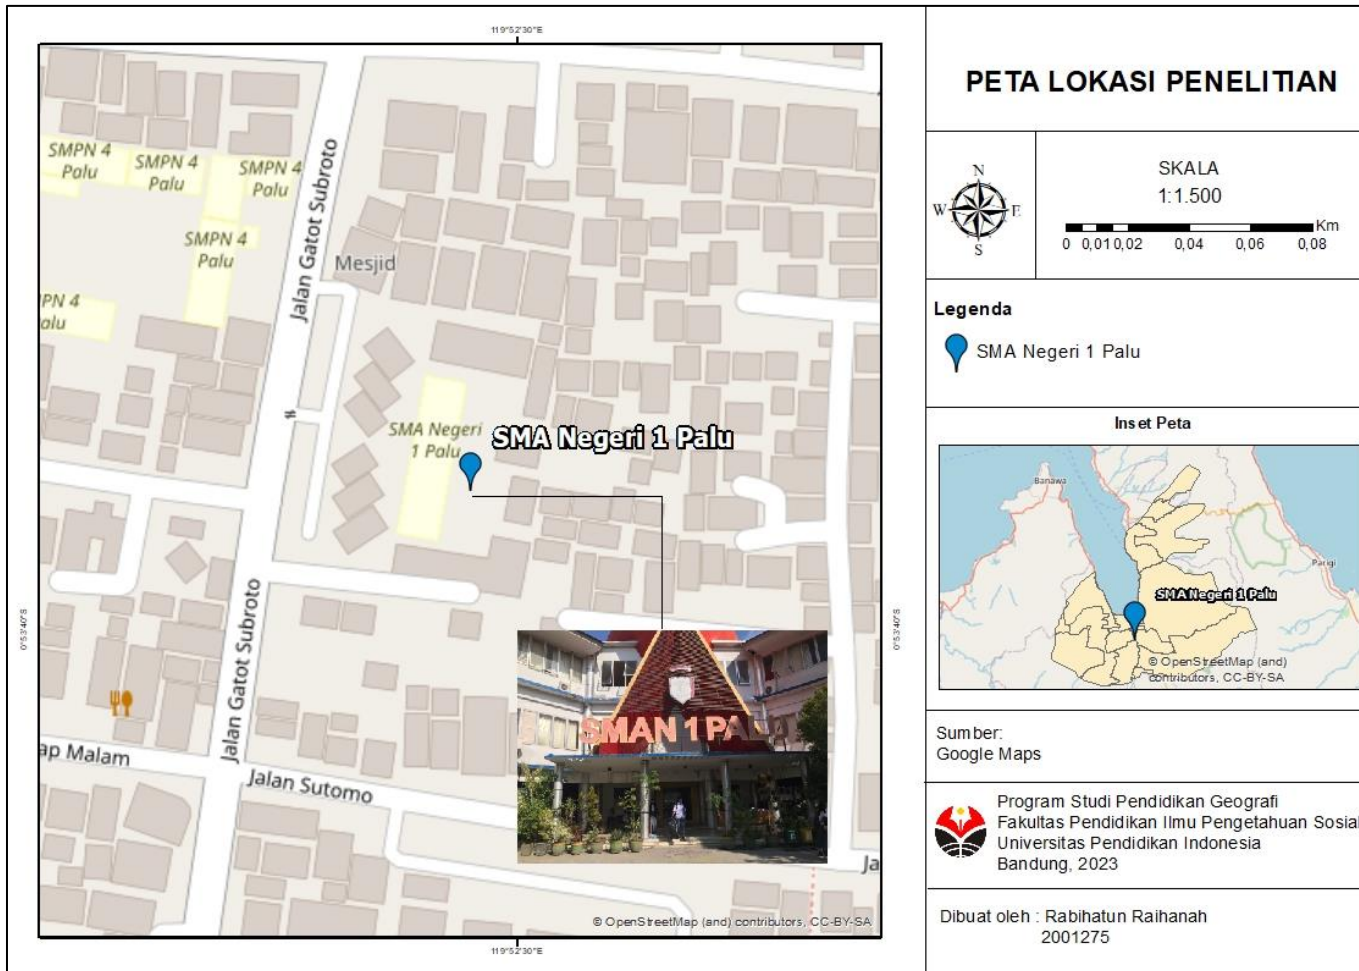 119°52'30"E
SMPN 4
Palu
SMPN 4
Palu
SMPN 4
Palu
SMPN 4
Palu
PN 4
alu
Jalan Gatot Subroto
Mesjid
SMA Negeri
1 Palu
SMA Negeri 1 Palu
0°53'40"S
0°53'40"S
Jalan Gatot Subroto
ap Malam
Jalan Sutomo
SMAN 1 PALU
Ja
© OpenStreetMap (and) contributors, CC-BY-SA
119°52'30"E
PETA LOKASI PENELITIAN
N
W E
S
SKALA
1:1.500
Km
0 0,01 0,02 0,04 0,06 0,08
Legenda
SMA Negeri 1 Palu
Inset Peta
Banawa
Parigi
SMA Negeri 1 Palu
© OpenStreetMap (and)
contributors, CC-BY-SA
Sumber:
Google Maps
Program Studi Pendidikan Geografi
Fakultas Pendidikan Ilmu Pengetahuan Sosial
Universitas Pendidikan Indonesia
Bandung, 2023
Dibuat oleh : Rabihatun Raihanah
2001275